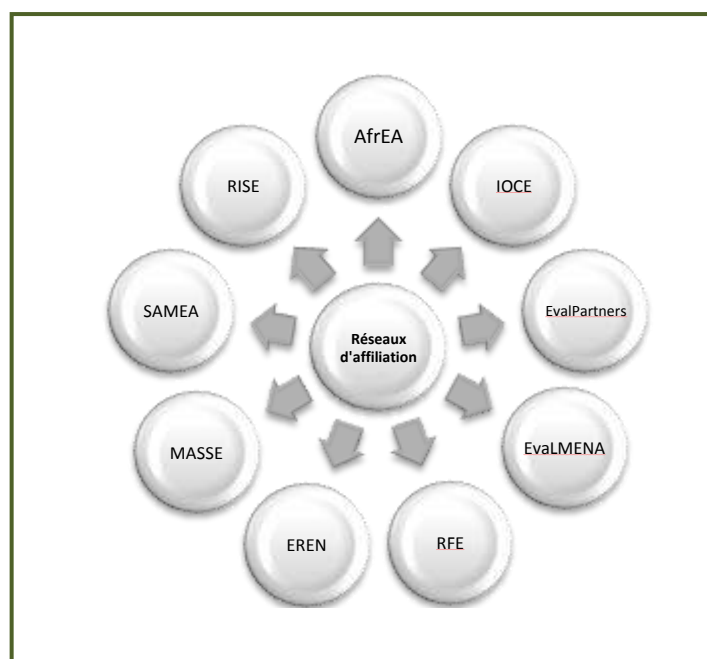 AfrEA
IOCE
EvalPartners
EvaLMENA
RFE
EREN
MASSE
SAMEA
RISE
Réseaux
d'affiliation